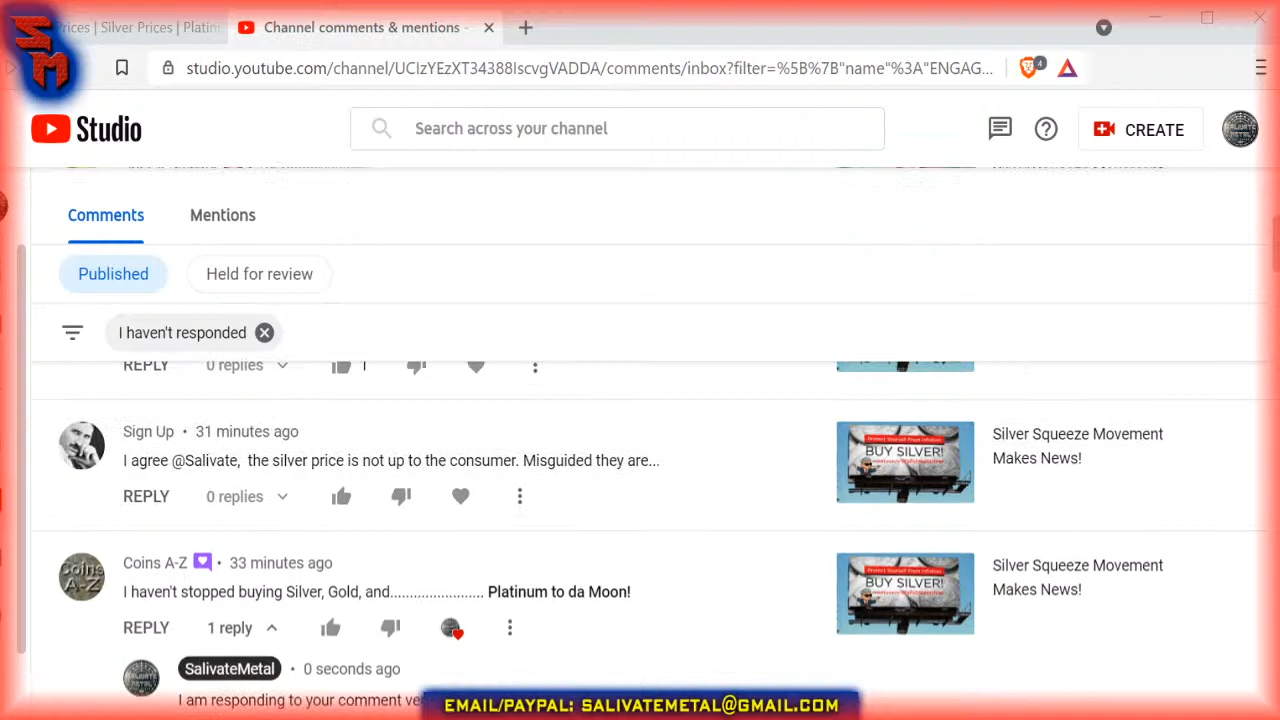 SM
Prices | Silver Prices | Platin
Channel comments & mentions -
studio.youtube.com/channel/UCIzYEzXT34388IscvgVADDA/comments/inbox?filter=%5B%7B"name"%3A"ENGAG...
4
Studio
Search across your channel
CREATE
Comments
Mentions
Published
Held for review
I haven't responded
REPLY 0 replies 1
Sign Up • 31 minutes ago
I agree @Salivate, the silver price is not up to the consumer. Misguided they are...
REPLY 0 replies
BUY SILVER!
Silver Squeeze Movement
Makes News!
Coins A-Z • 33 minutes ago
I haven't stopped buying Silver, Gold, and........................ Platinum to da Moon!
REPLY 1 reply
Coins
A-Z
BUY SILVER!
Silver Squeeze Movement
Makes News!
SalivateMetal • 0 seconds ago
I am responding to your comment
EMAIL/PAYPAL: SALIVATEMETAL@GMAIL.COM